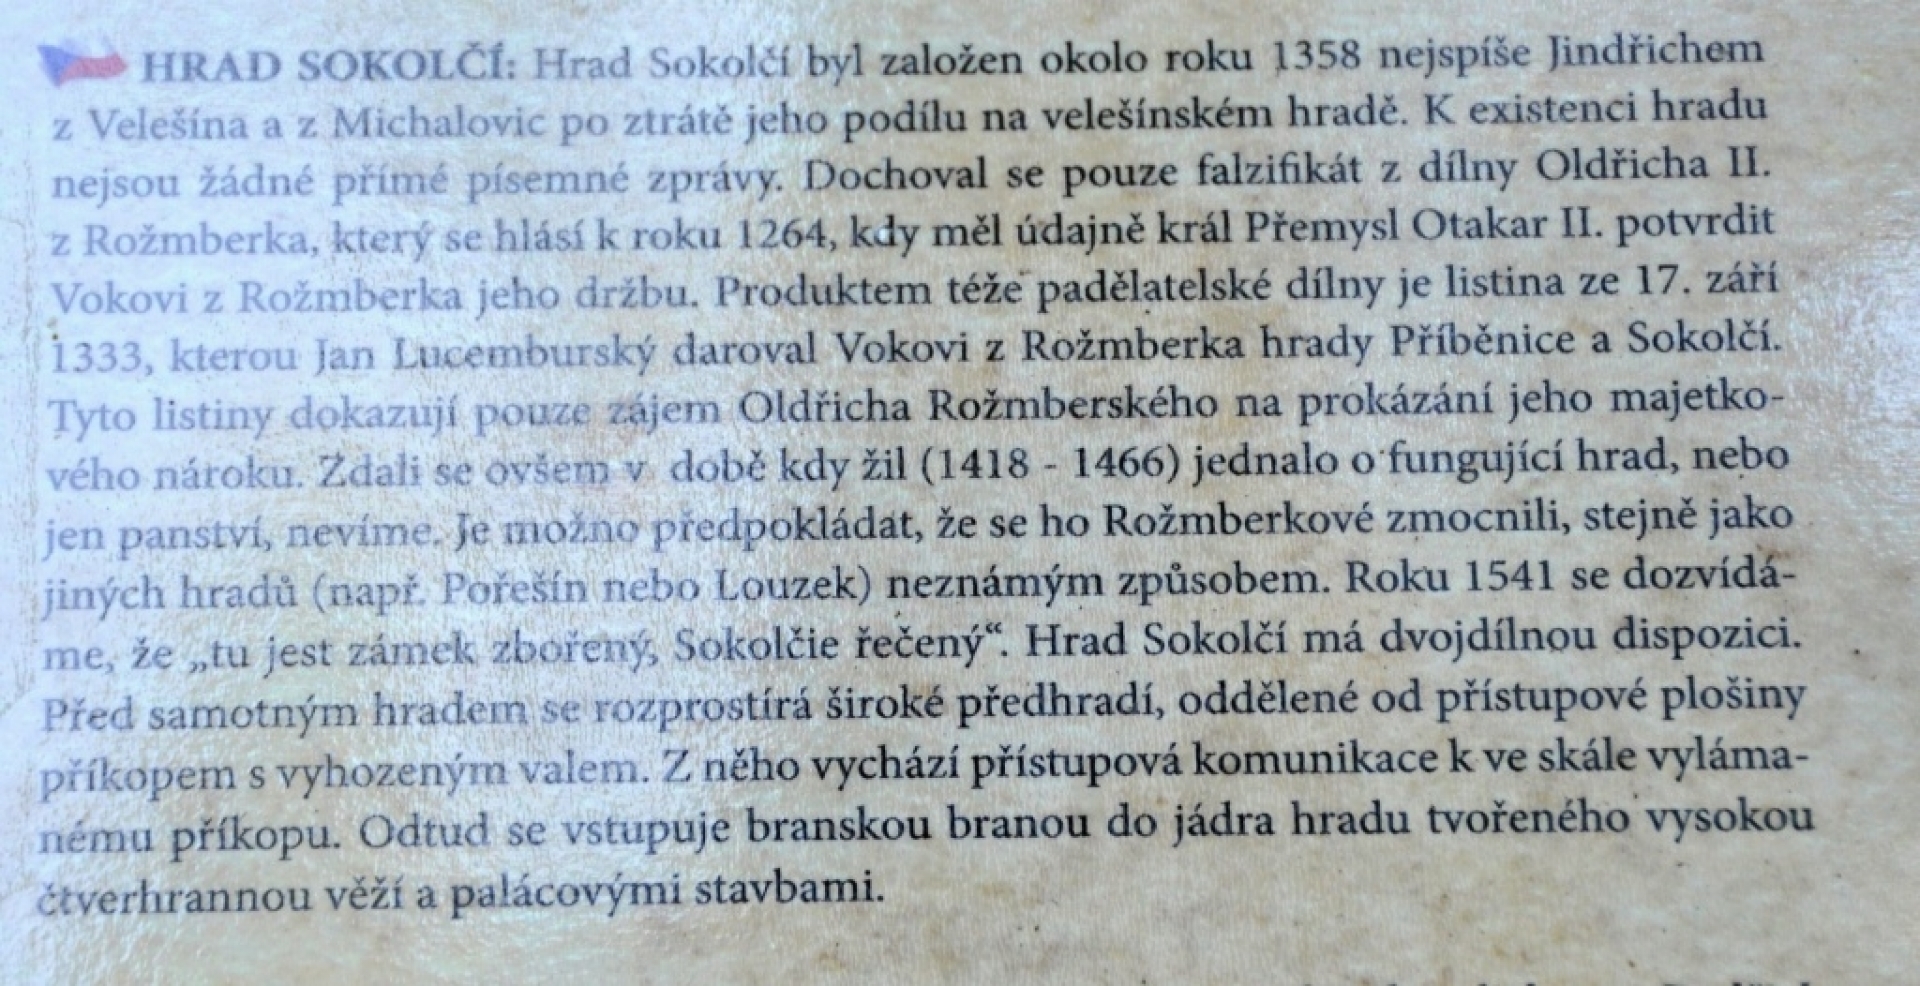 HRAD SOKOLČÍ: Hrad Sokolčí byl založen okolo roku 1358 nejspíše Jindřichem
z Velešína a z Michalovic po ztrátě jeho podílu na velešínském hradě. K existenci hradu
nejsou žádné přímé písemné zprávy. Dochoval se pouze falzifikát z dílny Oldřicha II.
z Rožmberka, který se hlásí k roku 1264, kdy měl údajně král Přemysl Otakar II. potvrdit
Vokovi z Rožmberka jeho držbu. Produktem téže padělatelské dílny je listina ze 17. září
1333, kterou Jan Lucemburský daroval Vokovi z Rožmberka hrady Příběnice a Sokolčí.
Tyto listiny dokazují pouze zájem Oldřicha Rožmberského na prokázání jeho majetko-
vého nároku. Zdali se ovšem v době kdy žil (1418 - 1466) jednalo o fungující hrad, nebo
jen panství, nevíme. Je možno předpokládat, že se ho Rožmberkové zmocnili, stejně jako
jiných hradů (např. Pořešín nebo Louzek) neznámým způsobem. Roku 1541 se dozvídá-
me, že „tu jest zámek zbořený, Sokolčie řečený“. Hrad Sokolčí má dvojdílnou dispozici.
Před samotným hradem se rozprostírá široké předhradí, oddělené od přístupové plošiny
příkopem s vyhozeným valem. Z něho vychází přístupová komunikace k ve skále vyláma-
nému příkopu. Odtud se vstupuje branskou branou do jádra hradu tvořeného vysokou
čtverhrannou věží a palácovými stavbami.